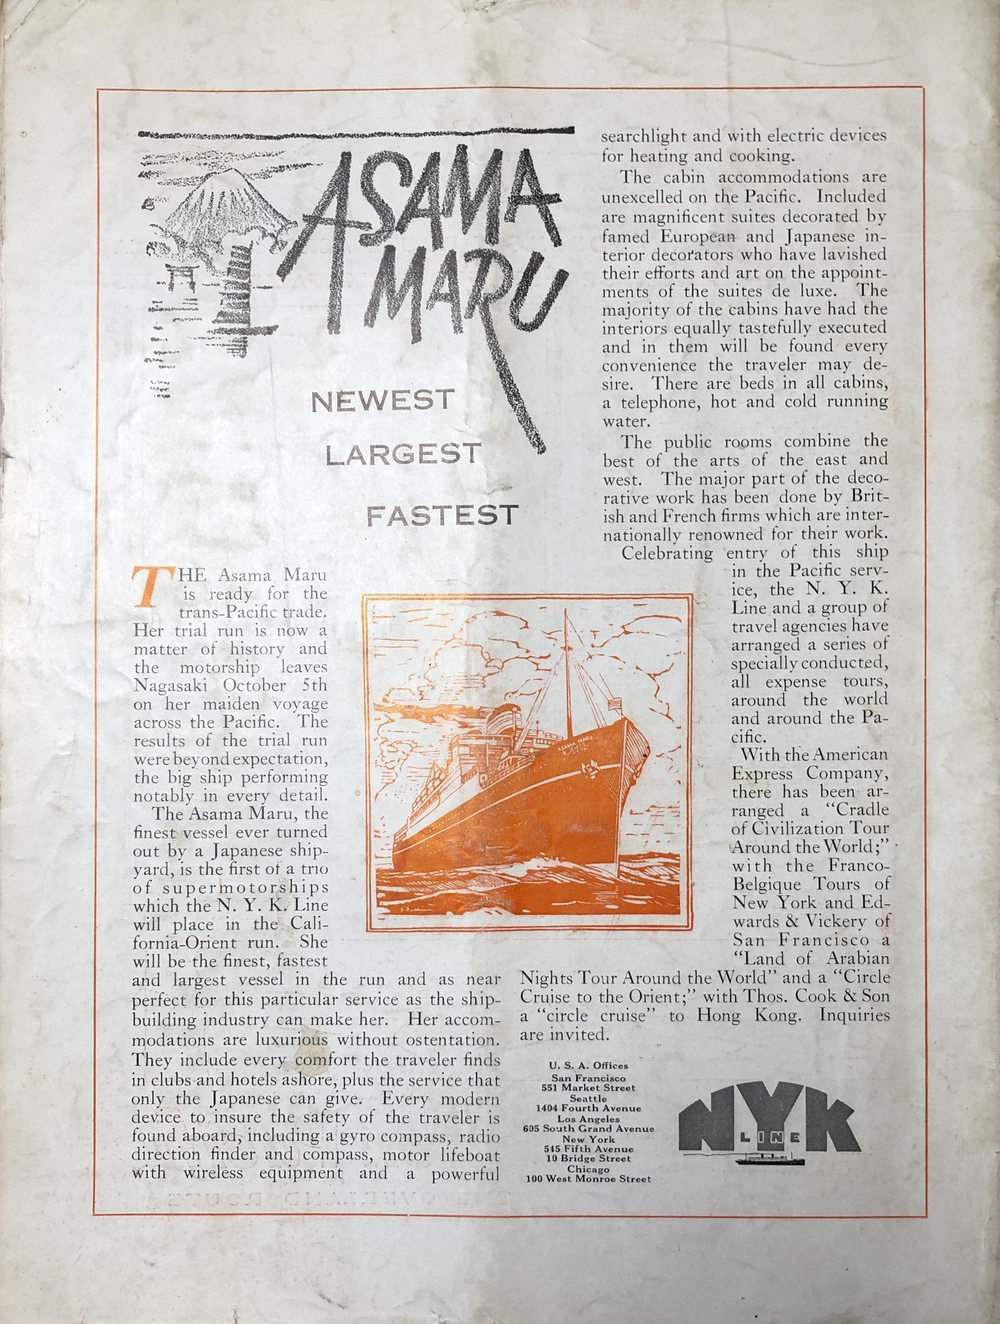 ASAMA
MARU
NEWEST
LARGEST
FASTEST
THE Asama Maru
is ready for the
trans-Pacific trade.
Her trial run is now a
matter of history and
the motorship leaves
Nagasaki October 5th
on her maiden voyage
across the Pacific. The
results of the trial run
were beyond expectation,
the big ship performing
notably in every detail.
The Asama Maru, the
finest vessel ever turned
out by a Japanese ship-
yard, is the first of a trio
of supermotorships
which the N. Y. K. Line
will place in the Cali-
fornia-Orient run. She
will be the finest, fastest
and largest vessel in the run and as near
perfect for this particular service as the ship-
building industry can make her. Her accom-
modations are luxurious without ostentation.
They include every comfort the traveler finds
in clubs and hotels ashore, plus the service that
only the Japanese can give. Every modern
device to insure the safety of the traveler is
found aboard, including a gyro compass, radio
direction finder and compass, motor lifeboat
with wireless equipment and a powerful
searchlight and with electric devices
for heating and cooking.
The cabin accommodations are
unexcelled on the Pacific. Included
are magnificent suites decorated by
famed European and Japanese in-
terior decorators who have lavished
their efforts and art on the appoint-
ments of the suites de luxe. The
majority of the cabins have had the
interiors equally tastefully executed
and in them will be found every
convenience the traveler may de-
sire. There are beds in all cabins,
a telephone, hot and cold running
water.
The public rooms combine the
best of the arts of the east and
west. The major part of the deco-
rative work has been done by Brit-
ish and French firms which are inter-
nationally renowned for their work.
Celebrating entry of this ship
in the Pacific serv-
ice, the N. Y. K.
Line and a group of
travel agencies have
arranged a series of
specially conducted,
all expense tours,
around the world
and around the Pa-
cific.
With the American
Express Company,
there has been ar-
ranged a "Cradle
of Civilization Tour
Around the World;"
with the Franco-
Belgique Tours of
New York and Ed-
wards & Vickery of
San Francisco a
"Land of Arabian
Nights Tour Around the World" and a "Circle
Cruise to the Orient;" with Thos. Cook & Son
a "circle cruise" to Hong Kong. Inquiries
are invited.
ASAMA MARU
U. S. A. Offices
San Francisco
551 Market Street
Seattle
1404 Fourth Avenue
Los Angeles
605 South Grand Avenue
New York
545 Fifth Avenue
10 Bridge Street
Chicago
100 West Monroe Street
NYK
LINE